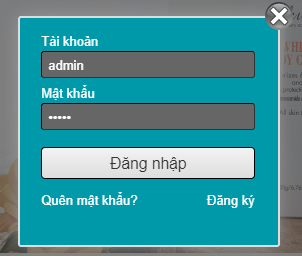 Tài khoản
admin
Mật khẩu
•••••
Đăng nhập
Quên mật khẩu? Đăng ký